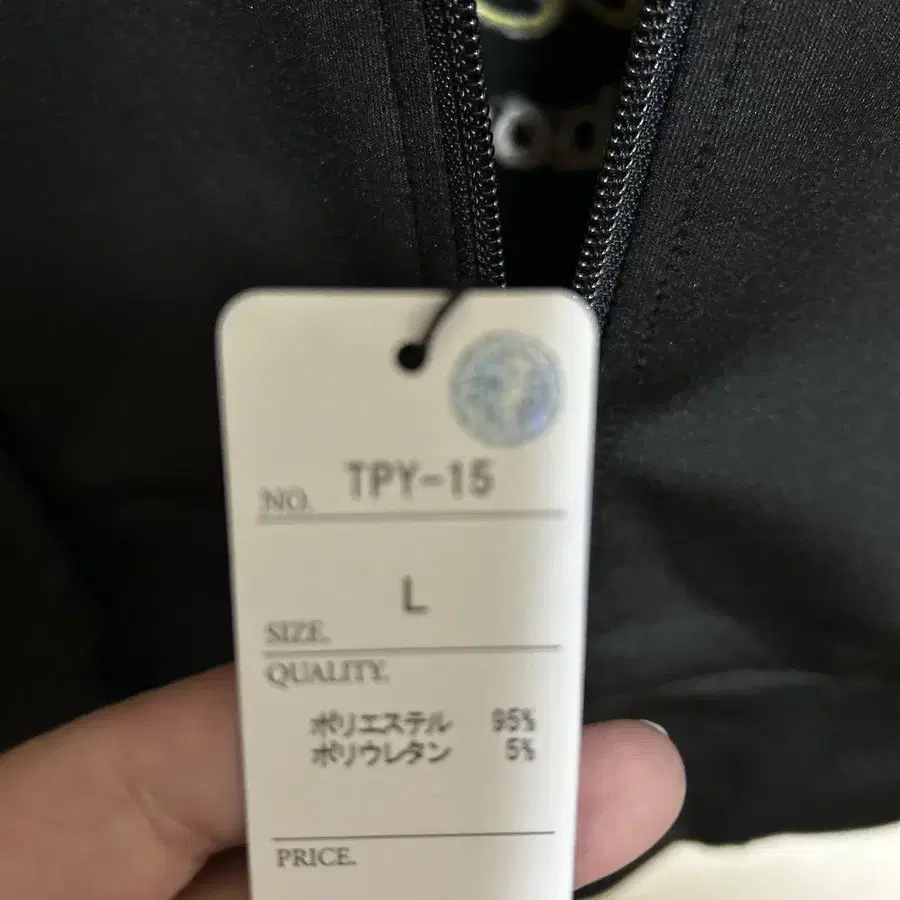 od
NO. TPY-15
L
SIZE.
QUALITY.
ポリエステル 95%
ポリウレタン 5%
PRICE.